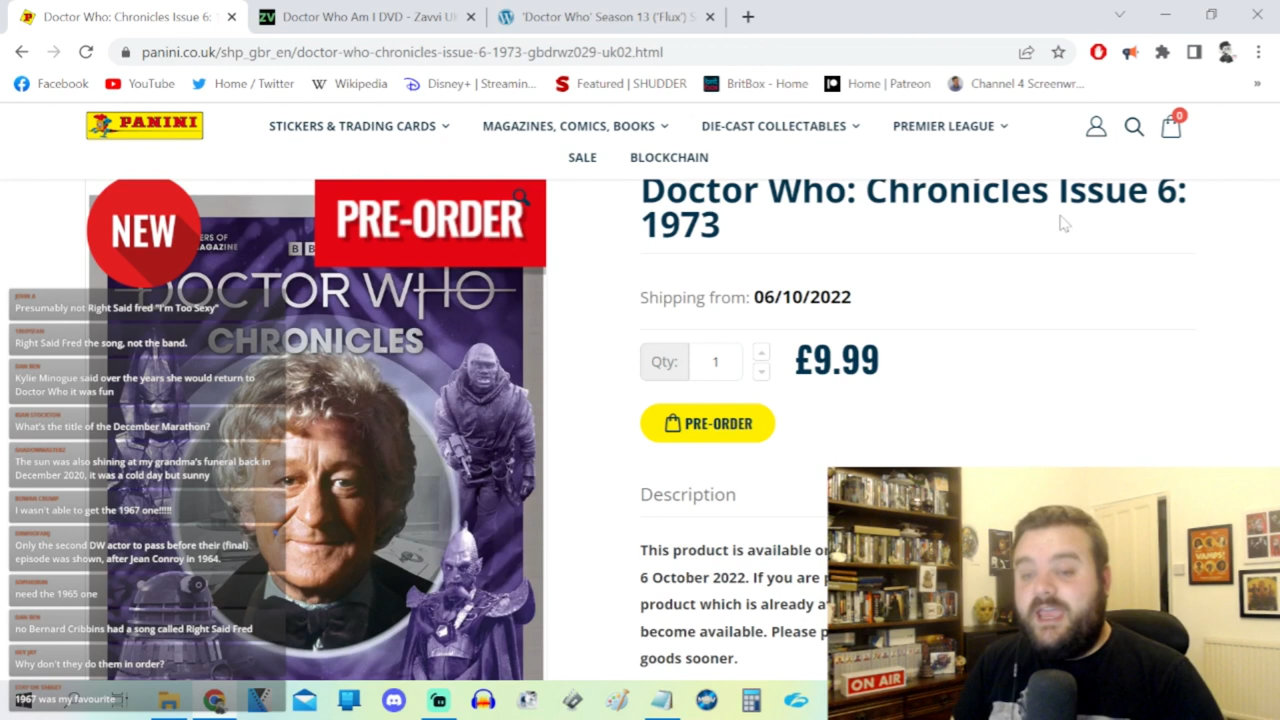 Doctor Who: Chronicles Issue 6:
Doctor Who Am I DVD - Zavvi U
'Doctor Who' Season 13 ('Flux') S
panini.co.uk/shp_gbr_en/doctor-who-chronicles-issue-6-1973-gbdrwz029-uk02.html
Facebook
YouTube
Home / Twitter
Wikipedia
Disney+ | Streamin...
Featured | SHUDDER
BritBox - Home
Home | Patreon
Channel 4 Screenwr...
PANINI
STICKERS & TRADING CARDS
MAGAZINES, COMICS, BOOKS
DIE-CAST COLLECTABLES
PREMIER LEAGUE
0
SALE
BLOCKCHAIN
NEW
PRE-ORDER
ERS OF
AGAZINE
DOCTOR WHO
CHRONICLES
Presumably not Right Said fred "I'm Too Sexy"
Right Said Fred the song, not the band.
DAN BEN
Kylie Minogue said over the years she would return to
Doctor Who it was fun
What's the title of the December Marathon?
The sun was also shining at my grandma's funeral back in
December 2020, it was a cold day but sunny
I wasn't able to get the 1967 one!!!!!
Only the second DW actor to pass before their (final)
episode was shown, after Jean Conroy in 1964.
need the 1965 one
DAN BEN
no Bernard Cribbins had a song called Right Said Fred
Why don't they do them in order?
1967 was my favourite
Doctor Who: Chronicles Issue 6:
1973
Shipping from: 06/10/2022
Qty:
1
£9.99
PRE-ORDER
Description
This product is available o
6 October 2022. If you are
product which is already a
become available. Please p
goods sooner.
VAMPS!
ON AIR